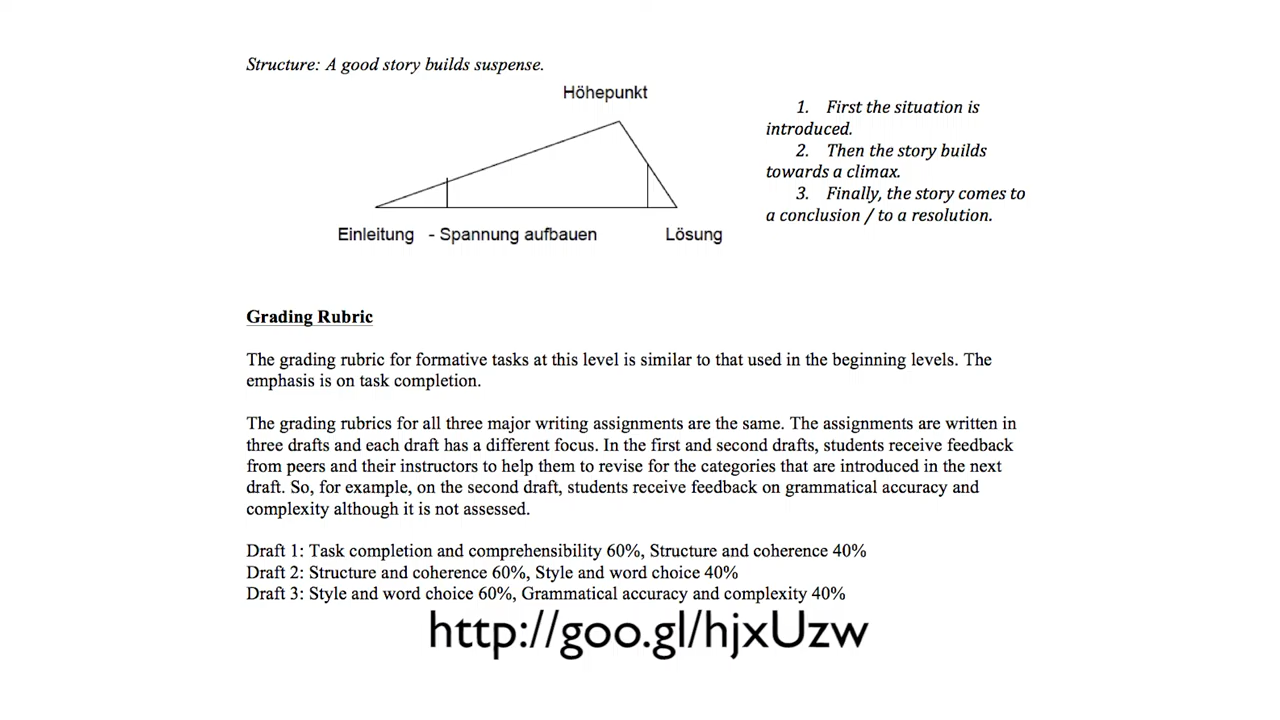 Structure: A good story builds suspense.
Höhepunkt
Einleitung - Spannung aufbauen Lösung
1. First the situation is
introduced.
2. Then the story builds
towards a climax.
3. Finally, the story comes to
a conclusion / to a resolution.
Grading Rubric
The grading rubric for formative tasks at this level is similar to that used in the beginning levels. The
emphasis is on task completion.
The grading rubrics for all three major writing assignments are the same. The assignments are written in
three drafts and each draft has a different focus. In the first and second drafts, students receive feedback
from peers and their instructors to help them to revise for the categories that are introduced in the next
draft. So, for example, on the second draft, students receive feedback on grammatical accuracy and
complexity although it is not assessed.
Draft 1: Task completion and comprehensibility 60%, Structure and coherence 40%
Draft 2: Structure and coherence 60%, Style and word choice 40%
Draft 3: Style and word choice 60%, Grammatical accuracy and complexity 40%
http://goo.gl/hjxUzw